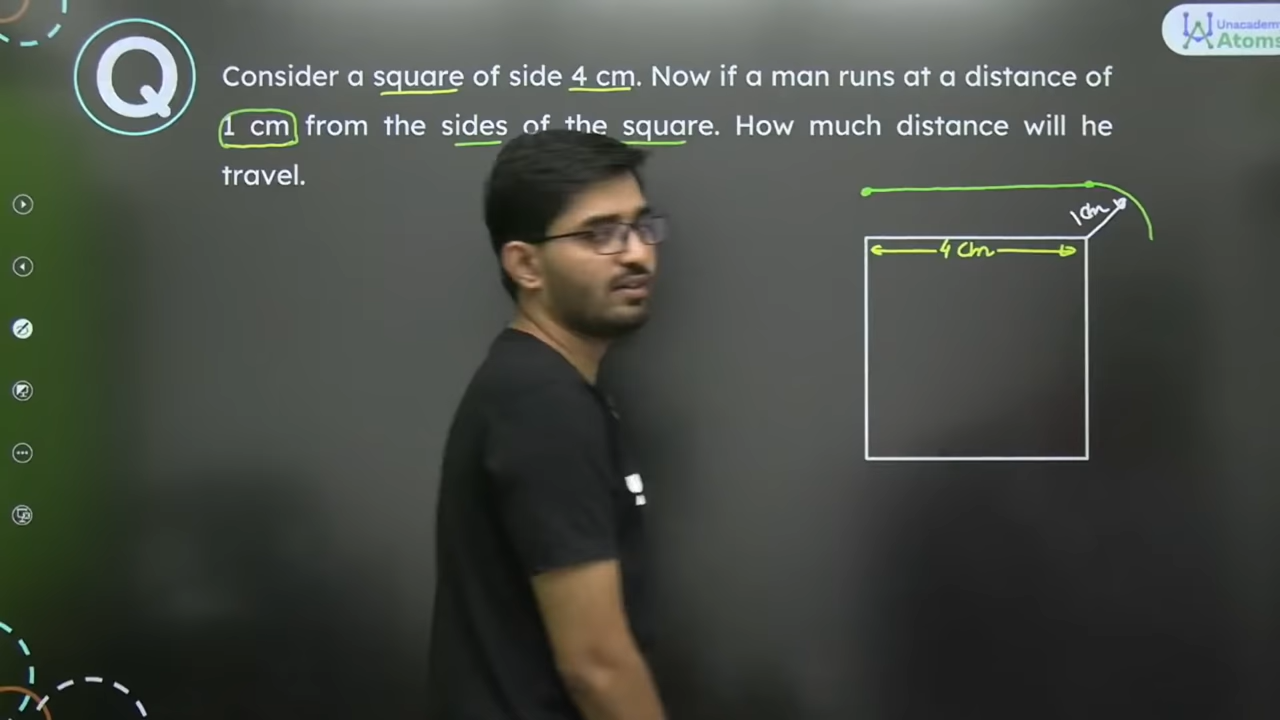 Unacademy
Atoms
Q
Consider a square of side 4 cm. Now if a man runs at a distance of
1 cm from the sides of the square. How much distance will he
travel.
1cm
4 cm